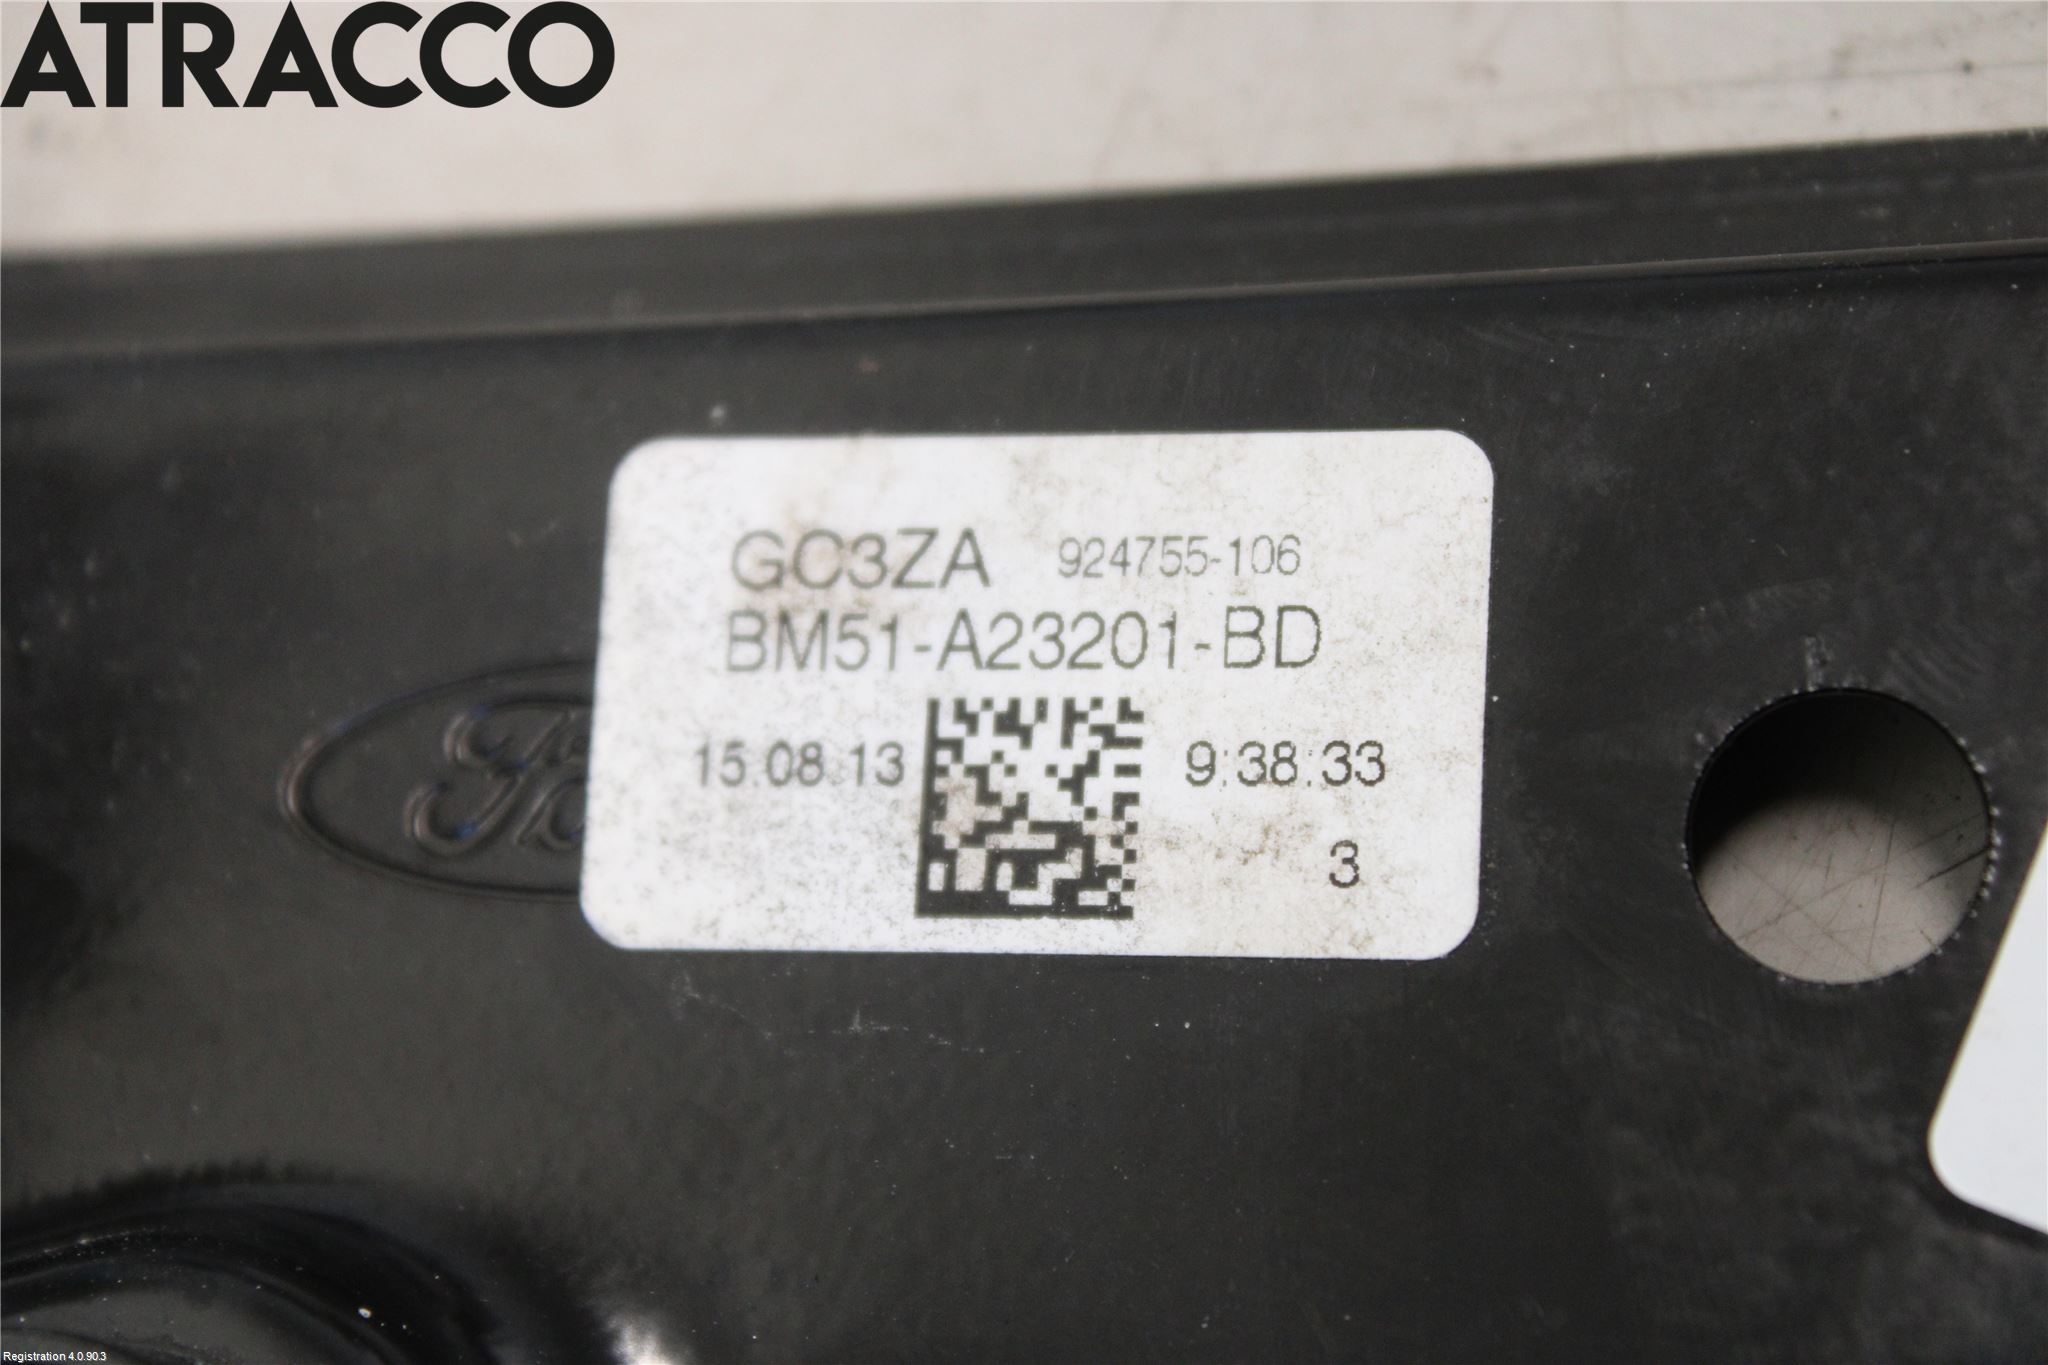 ATRACCO
GC3ZA 924755-106
BM51-A23201-BD
15.08.13 9:38:33
3
Registration 4.0.90.3